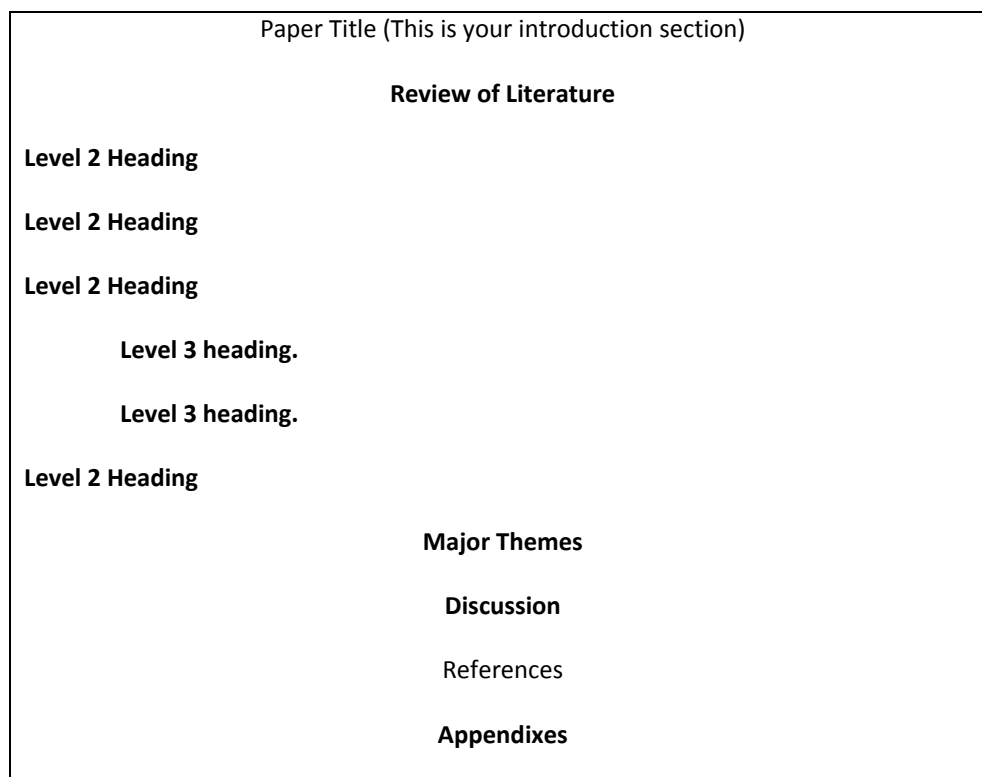 Paper Title (This is your introduction section)
Review of Literature
Level 2 Heading
Level 2 Heading
Level 2 Heading
Level 3 heading.
Level 3 heading.
Level 2 Heading
Major Themes
Discussion
References
Appendixes